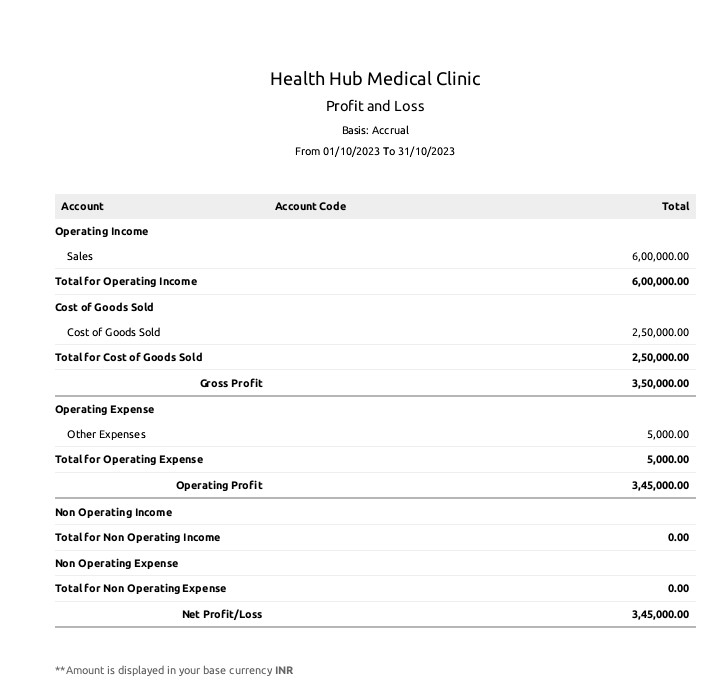 Health Hub Medical Clinic
Profit and Loss
Basis: Accrual
From 01/10/2023 To 31/10/2023
Account Account Code Total
Operating Income
Sales 6,00,000.00
Total for Operating Income 6,00,000.00
Cost of Goods Sold
Cost of Goods Sold 2,50,000.00
Total for Cost of Goods Sold 2,50,000.00
Gross Profit 3,50,000.00
Operating Expense
Other Expenses 5,000.00
Total for Operating Expense 5,000.00
Operating Profit 3,45,000.00
Non Operating Income
Total for Non Operating Income 0.00
Non Operating Expense
Total for Non Operating Expense 0.00
Net Profit/Loss 3,45,000.00
**Amount is displayed in your base currency INR